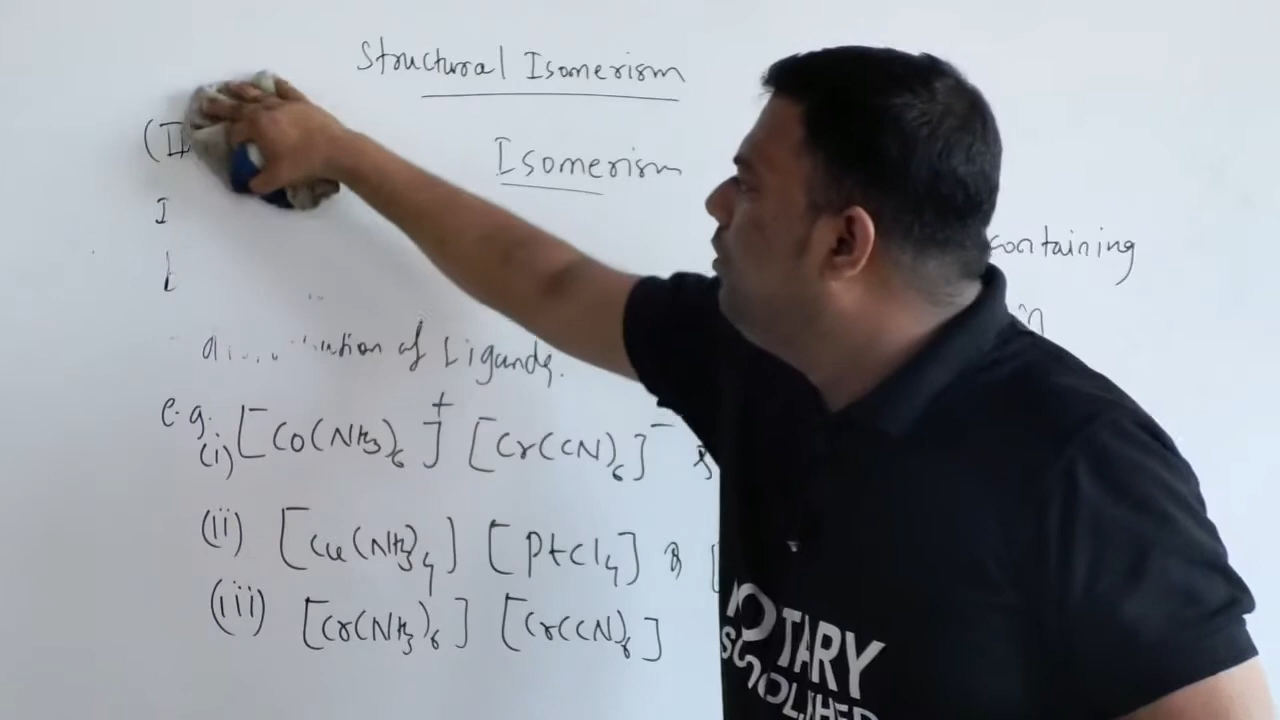 Structural Isomerism
(II
Isomerism
I
containing
in
of Ligands.
e.g.
(i) [Co(NH3)6]+ [Cr(CN)6]- &
(ii) [Cu(NH3)4] [PtCl4] & [
(iii) [Cr(NH3)6] [Cr(CN)6]